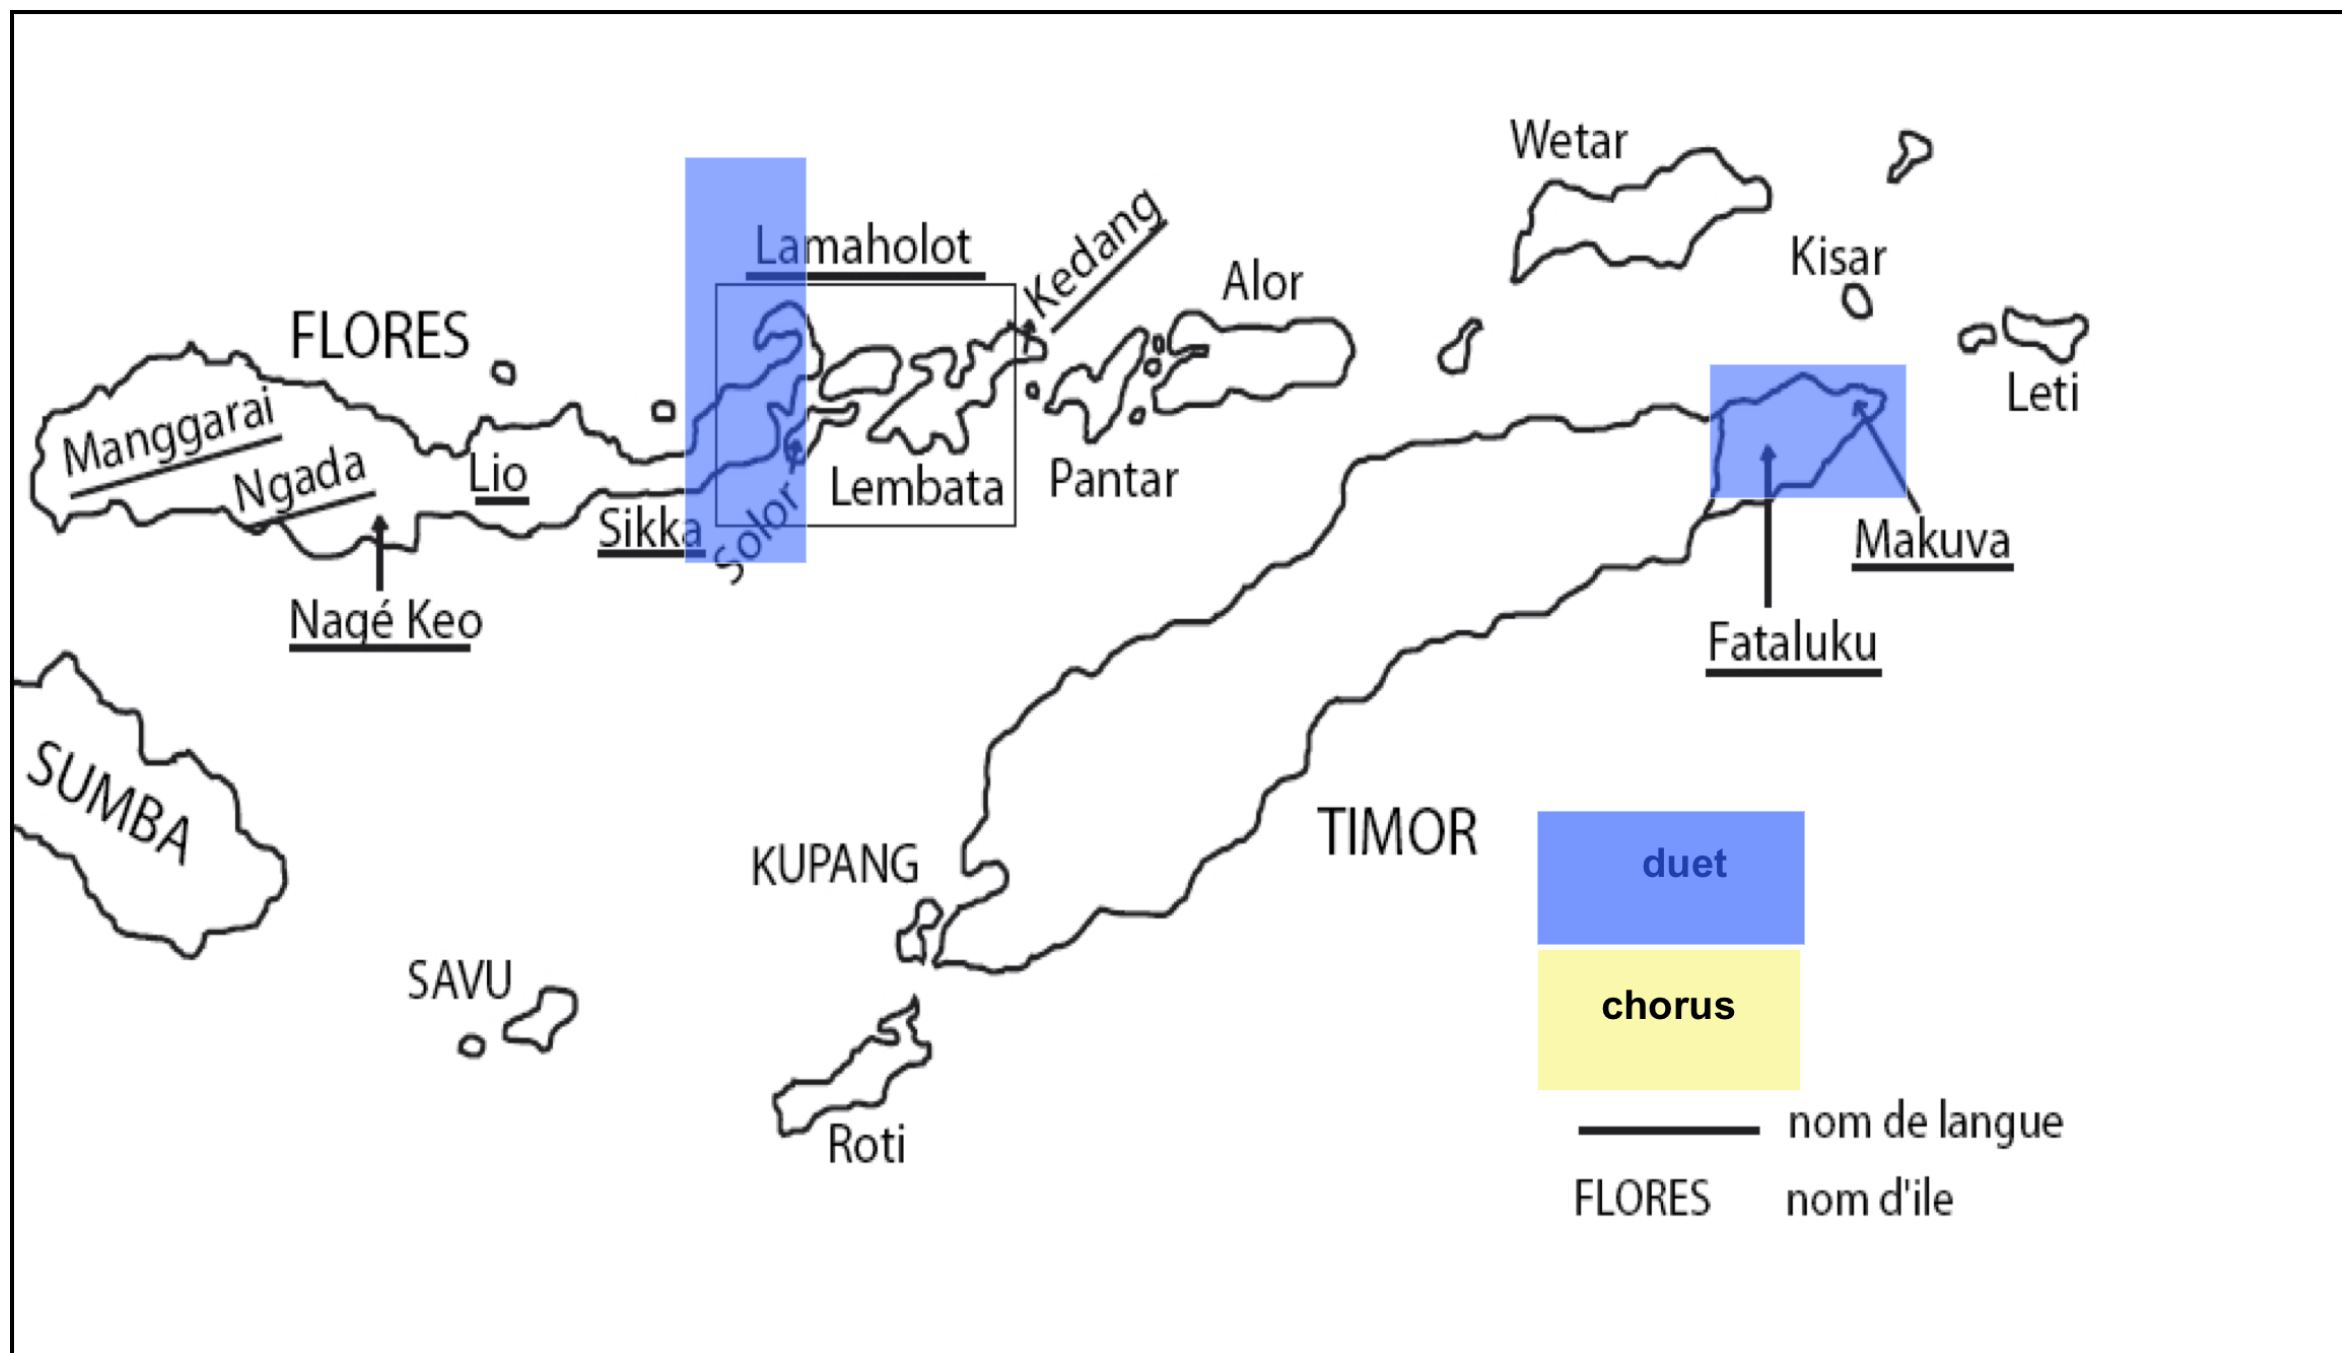 Wetar
Kisar
Leti
Kedang
Alor
Lamaholot
FLORES
Manggarai
Ngada
Lio
Sikka
Solor
Lembata
Pantar
Nagé Keo
Makuva
Fataluku
SUMBA
TIMOR
KUPANG
SAVU
Roti
duet
chorus
nom de langue
FLORES nom d'ile